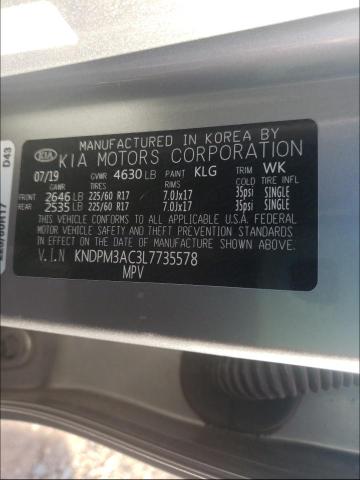 MANUFACTURED IN KOREA BY
KIA KIA MOTORS CORPORATION
07/19 GVWR 4630 LB PAINT KLG TRIM WK
GAWR TIRES RIMS COLD TIRE INFL
FRONT 2646 LB 225/60 R17 7.0Jx17 35psi SINGLE
REAR 2535 LB 225/60 R17 7.0Jx17 35psi SINGLE
THIS VEHICLE CONFORMS TO ALL APPLICABLE U.S.A. FEDERAL
MOTOR VEHICLE SAFETY AND THEFT PREVENTION STANDARDS
IN EFFECT ON THE DATE OF MANUFACTURE SHOWN ABOVE.
V.I.N KNDPM3AC3L7735578
MPV
D43
225/60R17